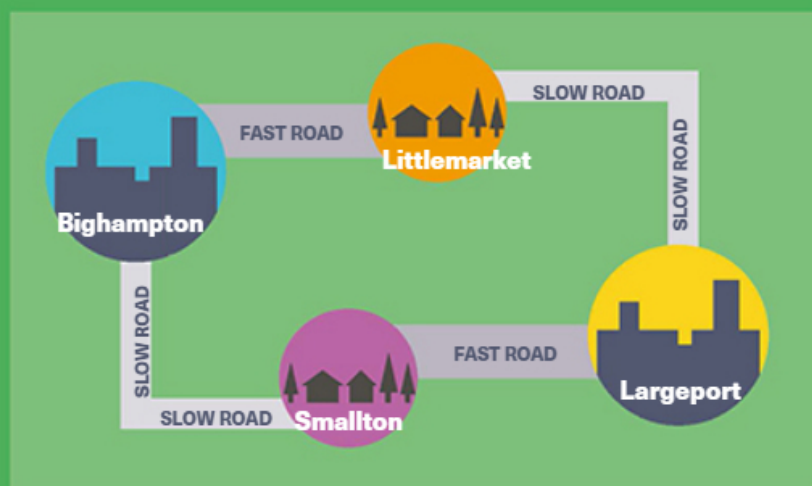 SLOW ROAD
FAST ROAD
Littlemarket
SLOW ROAD
Bighampton
SLOW ROAD
FAST ROAD
Largeport
SLOW ROAD
Smallton